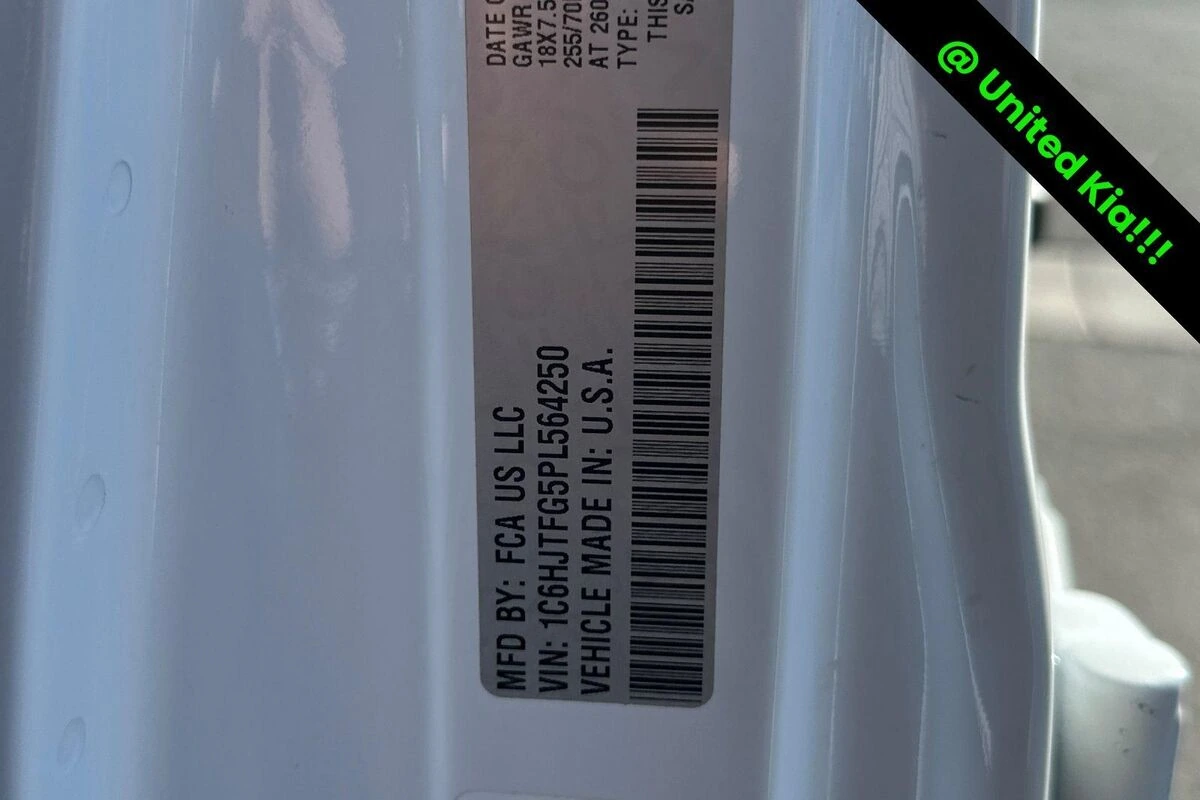 MFD BY: FCA US LLC
VIN: 1C6HJTFG5PL564250
VEHICLE MADE IN: U.S.A.
DATE O
GAWR
18X7.5
255/70
AT 260
TYPE:
THIS
@ United Kia!!!